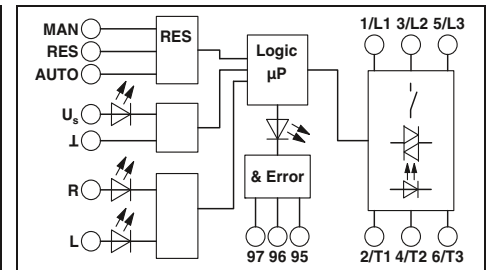 MAN
RES
AUTO
RES
Us
⊥
R
L
Logic
µP
& Error
97 96 95
1/L1 3/L2 5/L3
2/T1 4/T2 6/T3